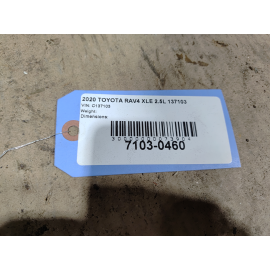 2020 TOYOTA RAV4 XLE 2.5L 137103
VIN: C137103
Weight:
Dimensions:
7103-0460